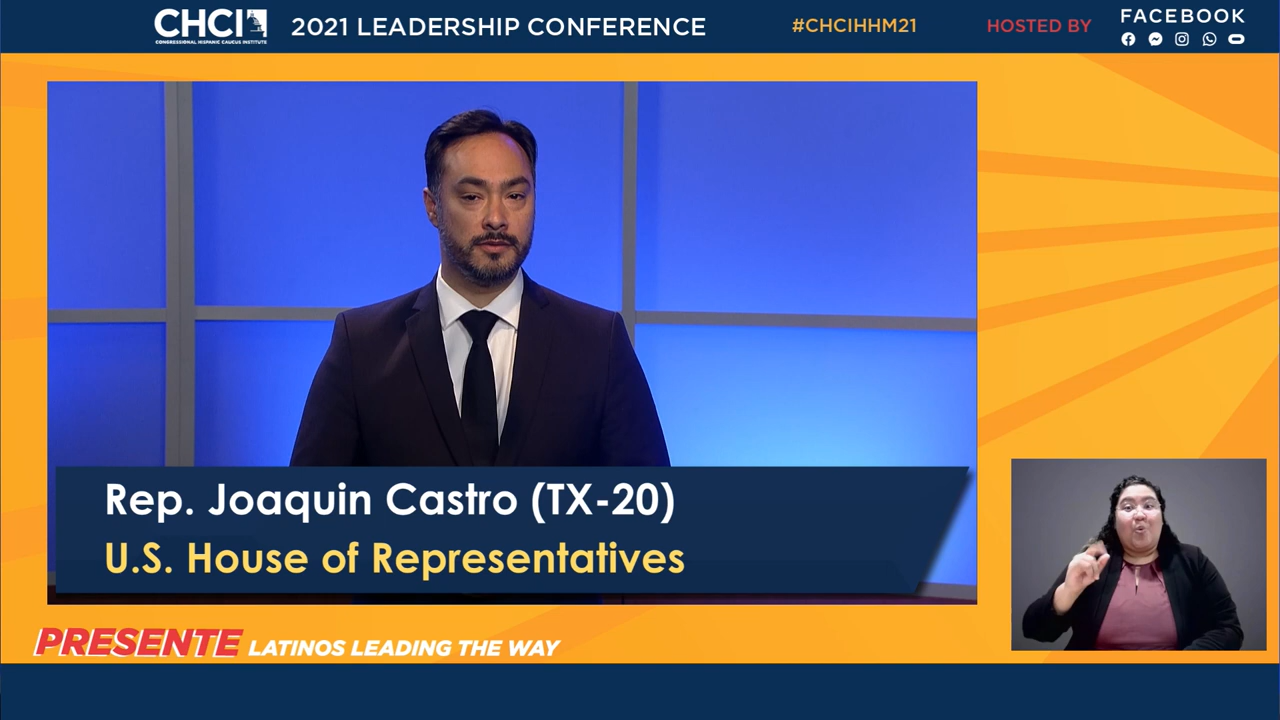 CHCI
CONGRESSIONAL HISPANIC CAUCUS INSTITUTE
2021 LEADERSHIP CONFERENCE
#CHCIHHM21
HOSTED BY
FACEBOOK
Rep. Joaquin Castro (TX-20)
U.S. House of Representatives
PRESENTE LATINOS LEADING THE WAY